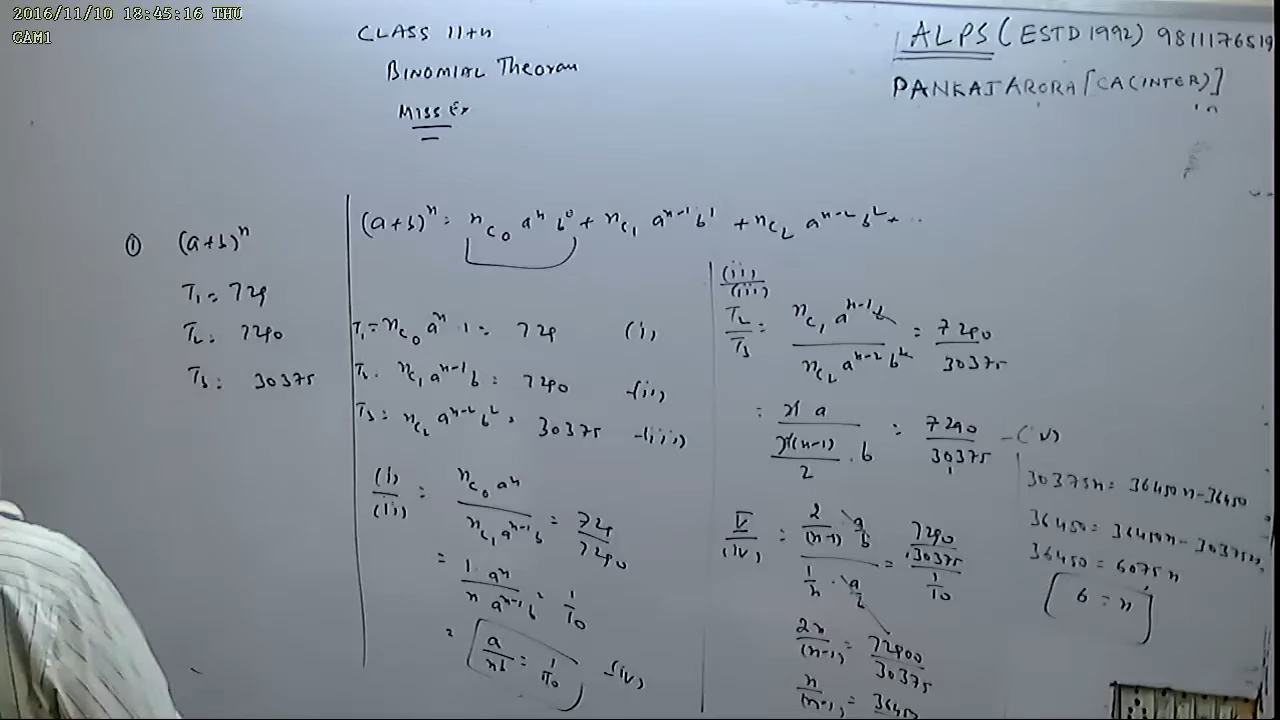 2016/11/10 18:45:16 THU
CAM1
CLASS 11th
BINOMIAL Theoram
MISS Ex
ALPS (ESTD 1992) 9811176519
PANKAJ ARORA [CA (INTER)]
① (a+b)^n
T₁ = 729
T₂ = 7290
T₃ = 30375
(a+b)^n = nC₀ a^n b^0 + nC₁ a^(n-1) b^1 + nC₂ a^(n-2) b^2 + ..
T₁ = nC₀ a^n · 1 = 729 (i)
T₂ = nC₁ a^(n-1) b = 7290 -(ii)
T₃ = nC₂ a^(n-2) b^2 = 30375 -(iii)
(i)/(ii) = nC₀ a^n / nC₁ a^(n-1) b = 729/7290
= 1 · a^n / n a^(n-1) b = 1/10
= a/nb = 1/10 -(iv)
(ii)/(iii)
T₂/T₃ = nC₁ a^(n-1) b / nC₂ a^(n-2) b^2 = 7290/30375
= n a / (n(n-1)/2 · b) = 7290/30375 -(v)
V/(iv) = (2/(n-1) · a/b) / (1/n · a/b) = (7290/30375) / (1/10)
2n/(n-1) = 72900/30375
n/(n-1) = 36450
30375n = 36450n - 36450
36450 = 36450n - 30375n
36450 = 6075n
6 = n